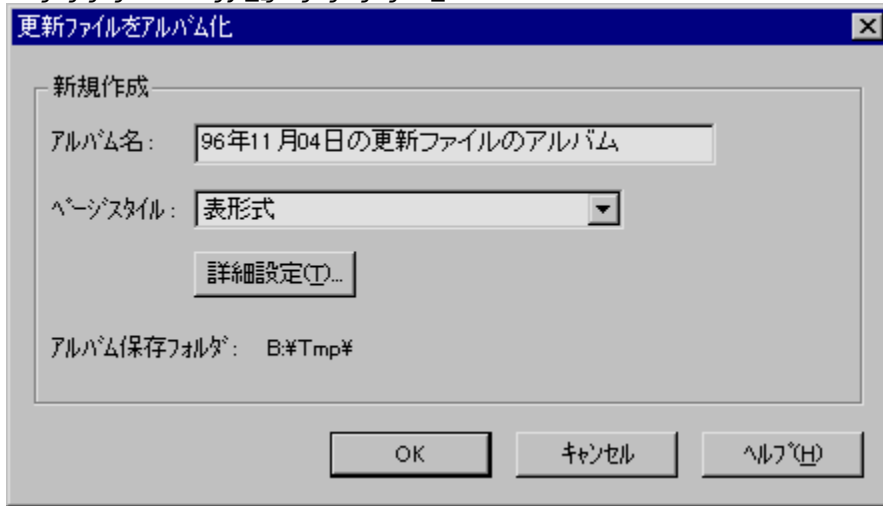 更新ファイルをアルバム化
新規作成
アルバム名:
96年11月04日の更新ファイルのアルバム
ページスタイル:
表形式
詳細設定(T)...
アルバム保存フォルダ: B:¥Tmp¥
OK キャンセル ヘルプ(H)